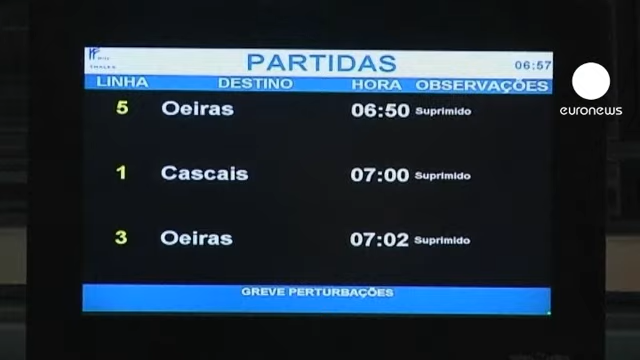 PARTIDAS 06:57
LINHA DESTINO HORA OBSERVAÇÕES
5 Oeiras 06:50 Suprimido
1 Cascais 07:00 Suprimido
3 Oeiras 07:02 Suprimido
GREVE PERTURBAÇÕES
euronews